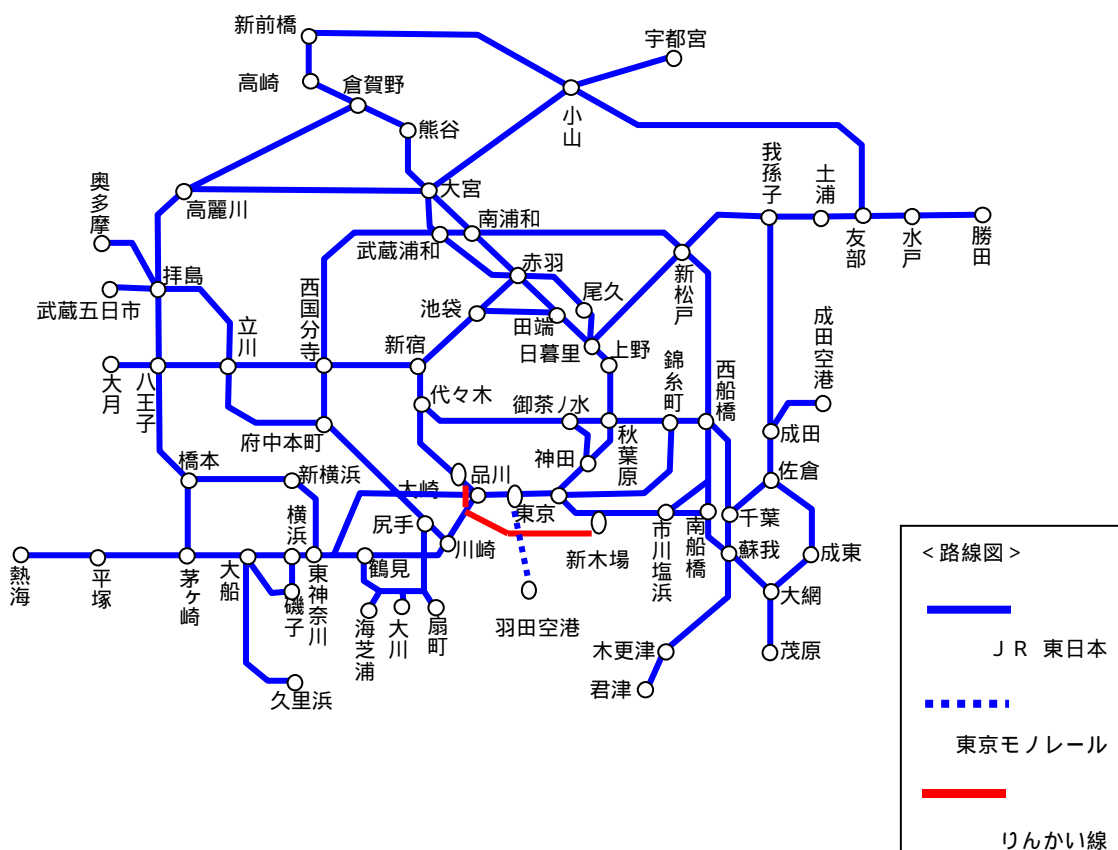 新前橋
宇都宮
高崎
倉賀野
小山
熊谷
我孫子
土浦
奥多摩
高麗川
大宮
南浦和
武蔵浦和
友部
水戸
勝田
拝島
武蔵五日市
西国分寺
赤羽
新松戸
尾久
池袋
田端
日暮里
立川
新宿
上野
錦糸町
西船橋
成田空港
大月
八王子
代々木
御茶ノ水
秋葉原
府中本町
神田
成田
橋本
新横浜
大崎
品川
東京
佐倉
千葉
横浜
尻手
川崎
新木場
市川塩浜
南船橋
蘇我
成東
熱海
平塚
茅ヶ崎
大船
磯子
東神奈川
鶴見
海芝浦
大川
扇町
羽田空港
大網
木更津
茂原
君津
久里浜
<路線図>
ＪＲ 東日本
東京モノレール
りんかい線